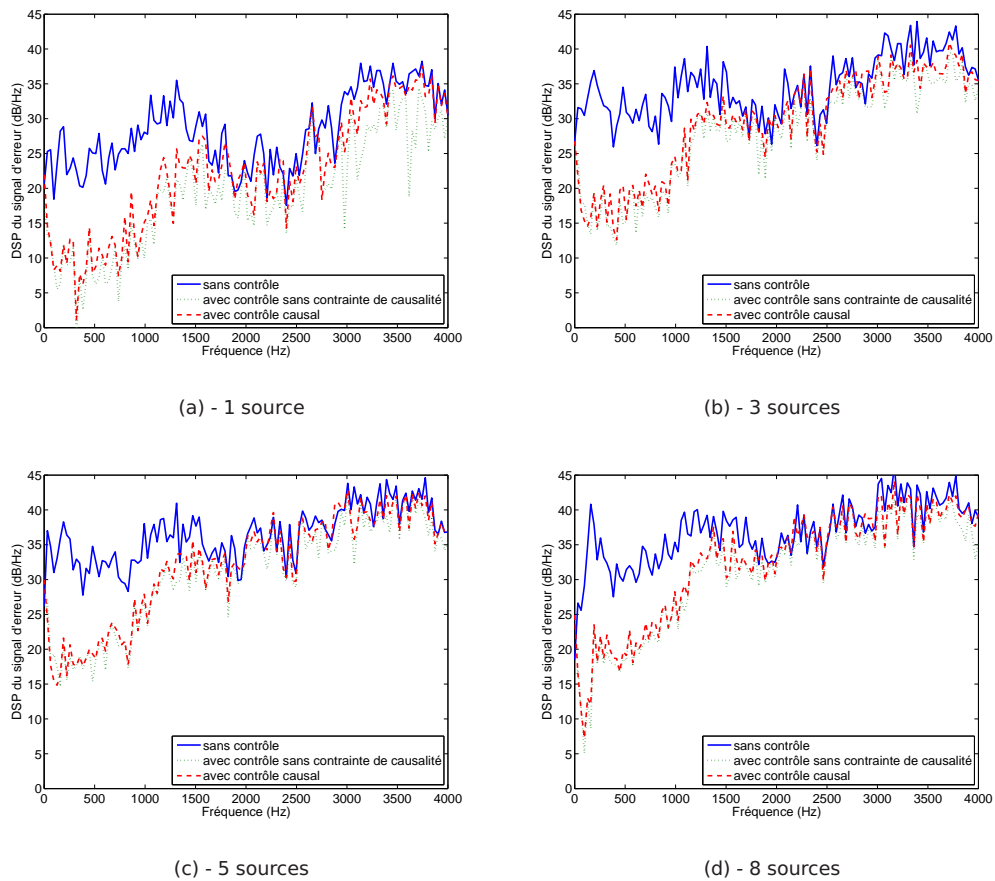 45
40
35
30
25
20
15
10
5
0
DSP du signal d'erreur (dB/Hz)
sans contrôle
avec contrôle sans contrainte de causalité
avec contrôle causal
0 500 1000 1500 2000 2500 3000 3500 4000
Fréquence (Hz)
(a) - 1 source
45
40
35
30
25
20
15
10
5
0
DSP du signal d'erreur (dB/Hz)
sans contrôle
avec contrôle sans contrainte de causalité
avec contrôle causal
0 500 1000 1500 2000 2500 3000 3500 4000
Fréquence (Hz)
(b) - 3 sources
45
40
35
30
25
20
15
10
5
0
DSP du signal d'erreur (dB/Hz)
sans contrôle
avec contrôle sans contrainte de causalité
avec contrôle causal
0 500 1000 1500 2000 2500 3000 3500 4000
Fréquence (Hz)
(c) - 5 sources
45
40
35
30
25
20
15
10
5
0
DSP du signal d'erreur (dB/Hz)
sans contrôle
avec contrôle sans contrainte de causalité
avec contrôle causal
0 500 1000 1500 2000 2500 3000 3500 4000
Fréquence (Hz)
(d) - 8 sources